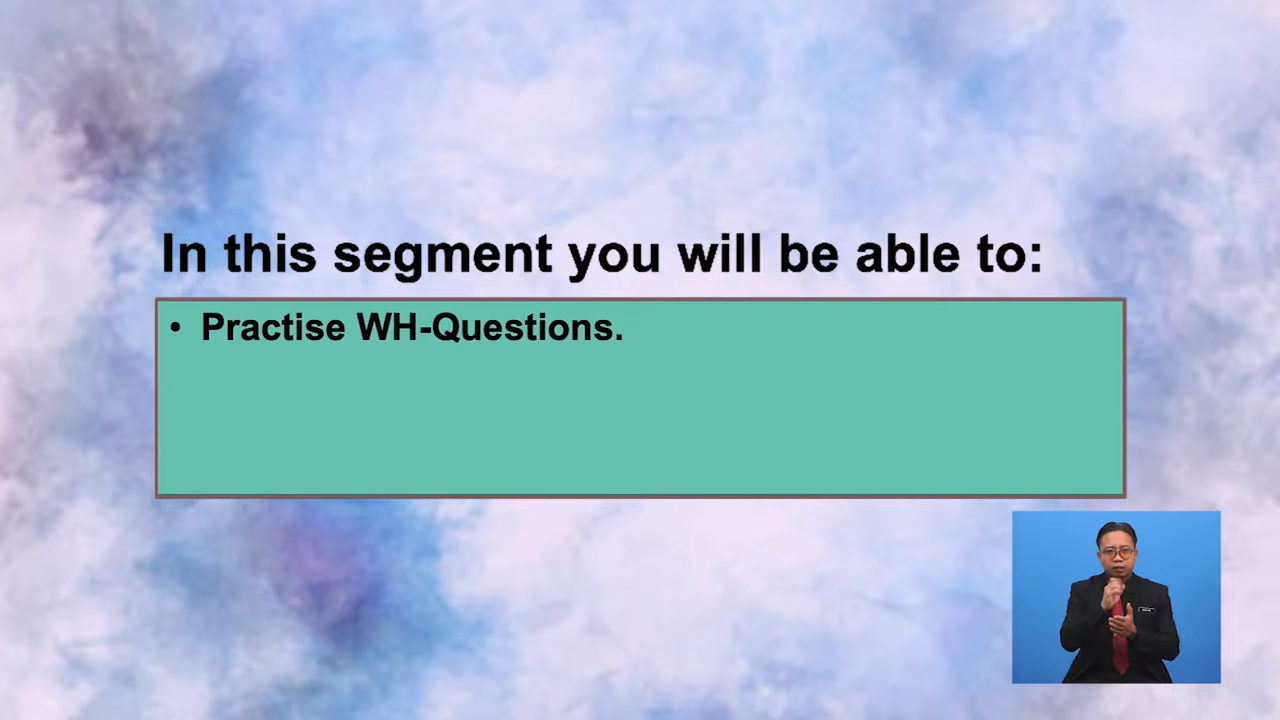 In this segment you will be able to:
• Practise WH-Questions.